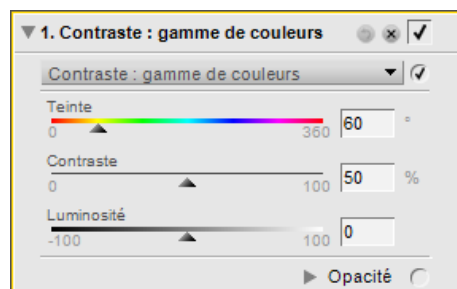 1. Contraste : gamme de couleurs
Contraste : gamme de couleurs
Teinte
0 360 60 °
Contraste
0 100 50 %
Luminosité
-100 100 0
Opacité